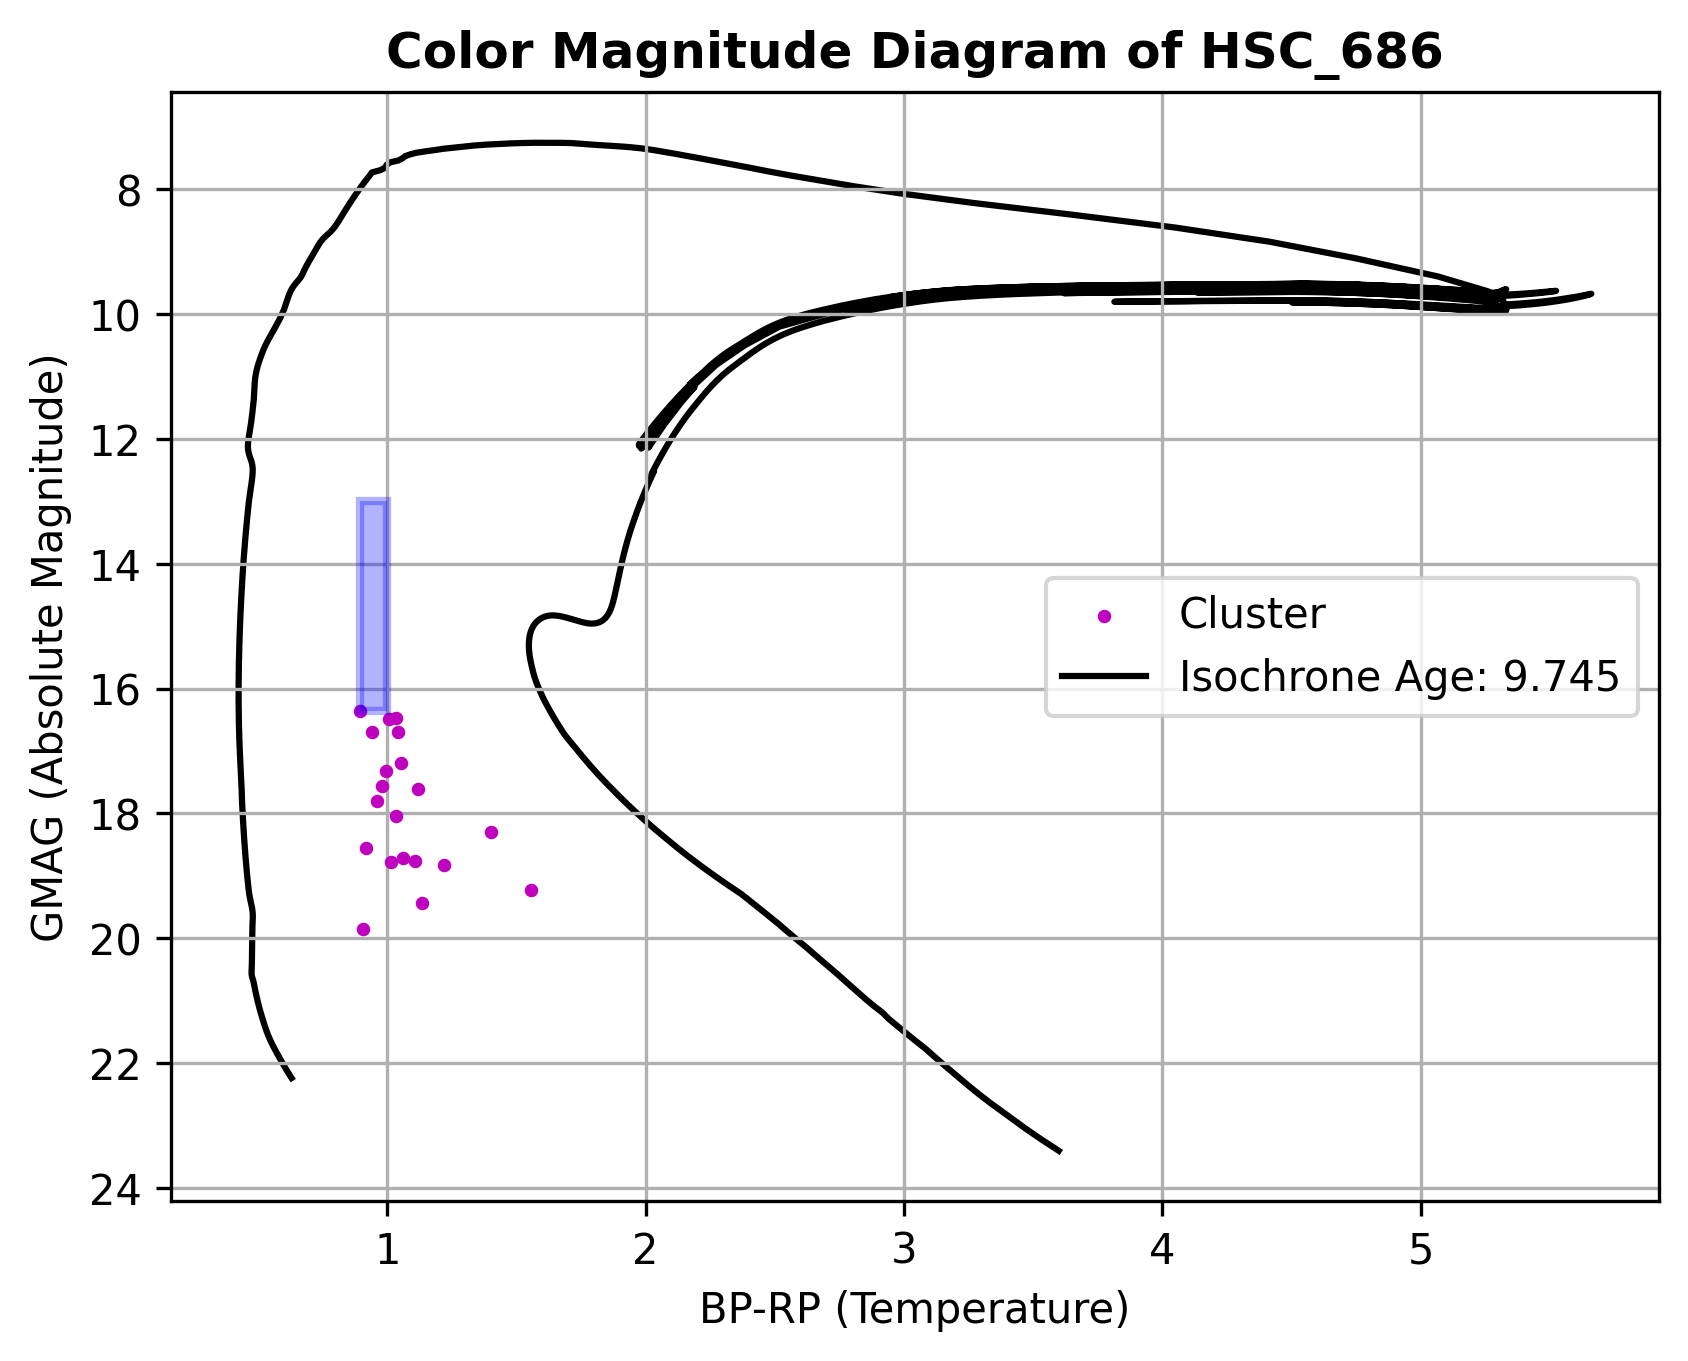 Color Magnitude Diagram of HSC_686
GMAG (Absolute Magnitude)
8
10
12
14
16
18
20
22
24
Cluster
Isochrone Age: 9.745
1 2 3 4 5
BP-RP (Temperature)